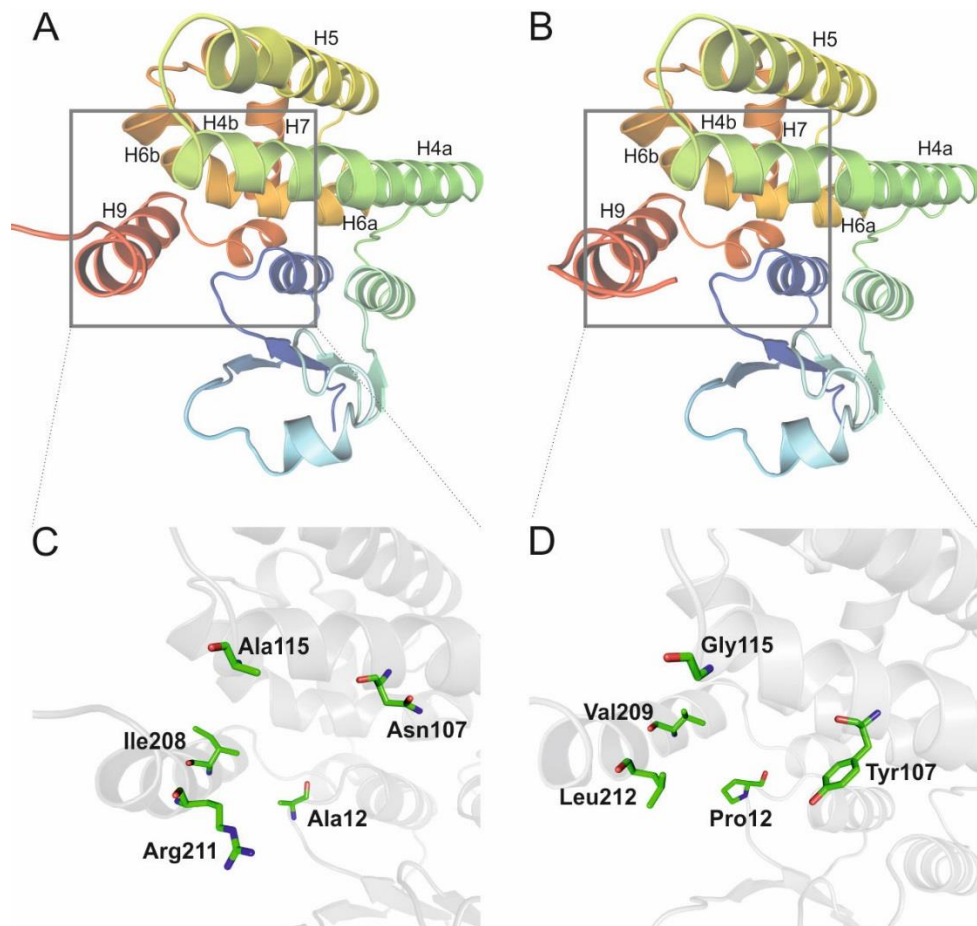 A
H5
H4b
H7
H4a
H6b
H9
H6a
B
H5
H4b
H7
H4a
H6b
H9
H6a
C
Ala115
Asn107
Ile208
Ala12
Arg211
D
Gly115
Val209
Tyr107
Leu212
Pro12